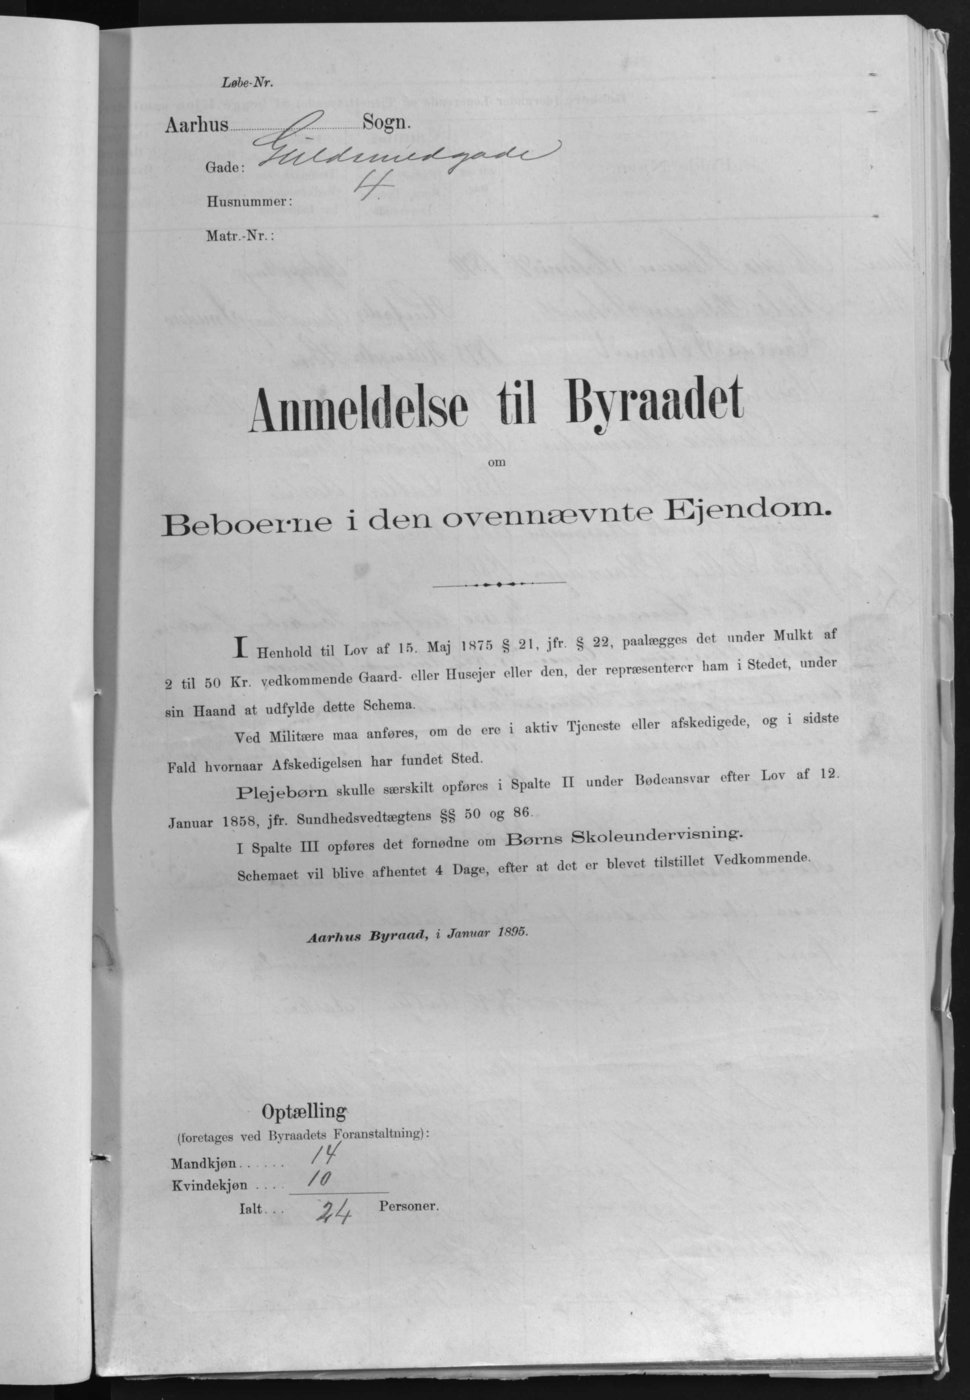 Løbe-Nr.
Aarhus Sogn.
Gade: Guldsmedgade
Husnummer: 4
Matr.-Nr.:
Anmeldelse til Byraadet
om
Beboerne i den ovennævnte Ejendom.
I Henhold til Lov af 15. Maj 1875 § 21, jfr. § 22, paalægges det under Mulkt af
2 til 50 Kr. vedkommende Gaard- eller Husejer eller den, der repræsenterer ham i Stedet, under
sin Haand at udfylde dette Schema.
Ved Militære maa anføres, om de ere i aktiv Tjeneste eller afskedigede, og i sidste
Fald hvornaar Afskedigelsen har fundet Sted.
Plejebørn skulle særskilt opføres i Spalte II under Bødeansvar efter Lov af 12.
Januar 1858, jfr. Sundhedsvedtægtens §§ 50 og 86.
I Spalte III opføres det fornødne om Børns Skoleundervisning.
Schemaet vil blive afhentet 4 Dage, efter at det er blevet tilstillet Vedkommende.
Aarhus Byraad, i Januar 1895.
Optælling
(foretages ved Byraadets Foranstaltning):
Mandkjøn...... 14
Kvindekjøn .... 10
Ialt... 24 Personer.